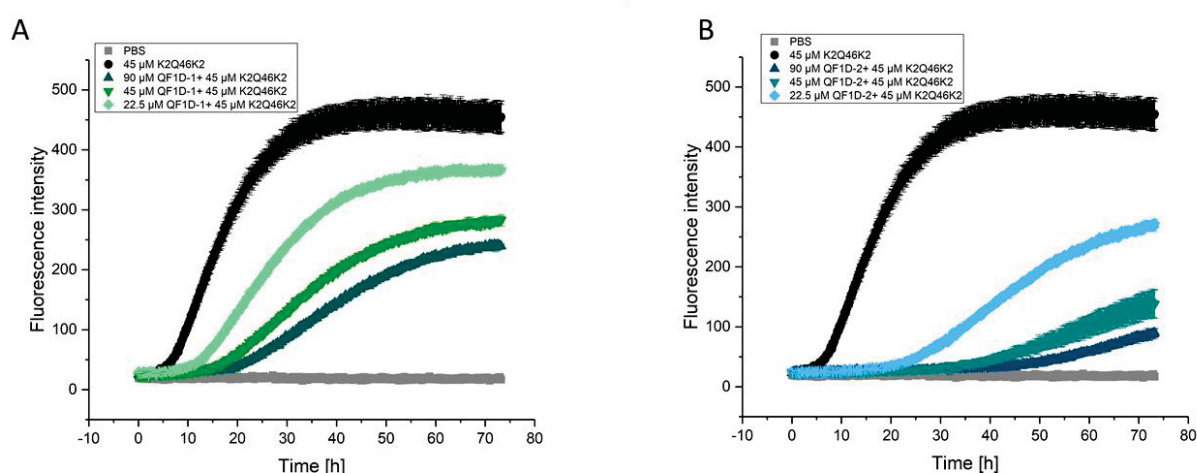 A
PBS
45 µM K2Q46K2
90 µM QF1D-1+ 45 µM K2Q46K2
45 µM QF1D-1+ 45 µM K2Q46K2
22.5 µM QF1D-1+ 45 µM K2Q46K2
Fluorescence intensity
500
400
300
200
100
0
-10 0 10 20 30 40 50 60 70 80
Time [h]
B
PBS
45 µM K2Q46K2
90 µM QF1D-2+ 45 µM K2Q46K2
45 µM QF1D-2+ 45 µM K2Q46K2
22.5 µM QF1D-2+ 45 µM K2Q46K2
Fluorescence intensity
500
400
300
200
100
0
-10 0 10 20 30 40 50 60 70 80
Time [h]